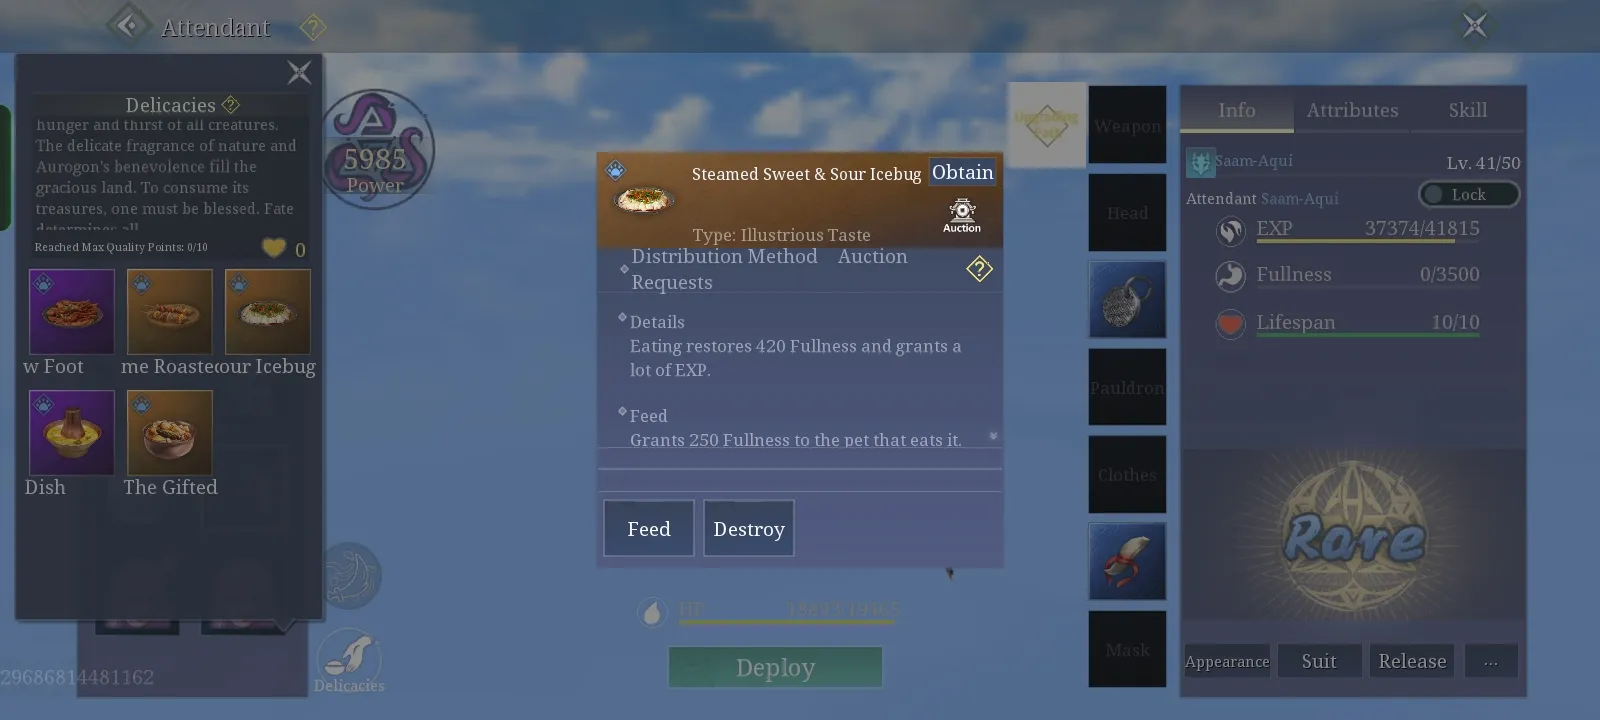 Attendant
Delicacies
hunger and thirst of all creatures.
The delicate fragrance of nature and
Aurogon's benevolence fill the
gracious land. To consume its
treasures, one must be blessed. Fate
determines all
Reached Max Quality Points: 0/10
0
w Foot
me Roaste
our Icebug
Dish
The Gifted
29686814481162
Delicacies
5985
Power
Steamed Sweet & Sour Icebug
Obtain
Auction
Type: Illustrious Taste
Distribution Method Auction
Requests
Details
Eating restores 420 Fullness and grants a
lot of EXP.
Feed
Grants 250 Fullness to the pet that eats it.
Feed
Destroy
HP
Deploy
Weapon
Head
Pauldron
Clothes
Mask
Info
Attributes
Skill
Saam-Aqui
Lv. 41/50
Attendant Saam-Aqui
Lock
EXP 37374/41815
Fullness 0/3500
Lifespan 10/10
Rare
Appearance
Suit
Release
...